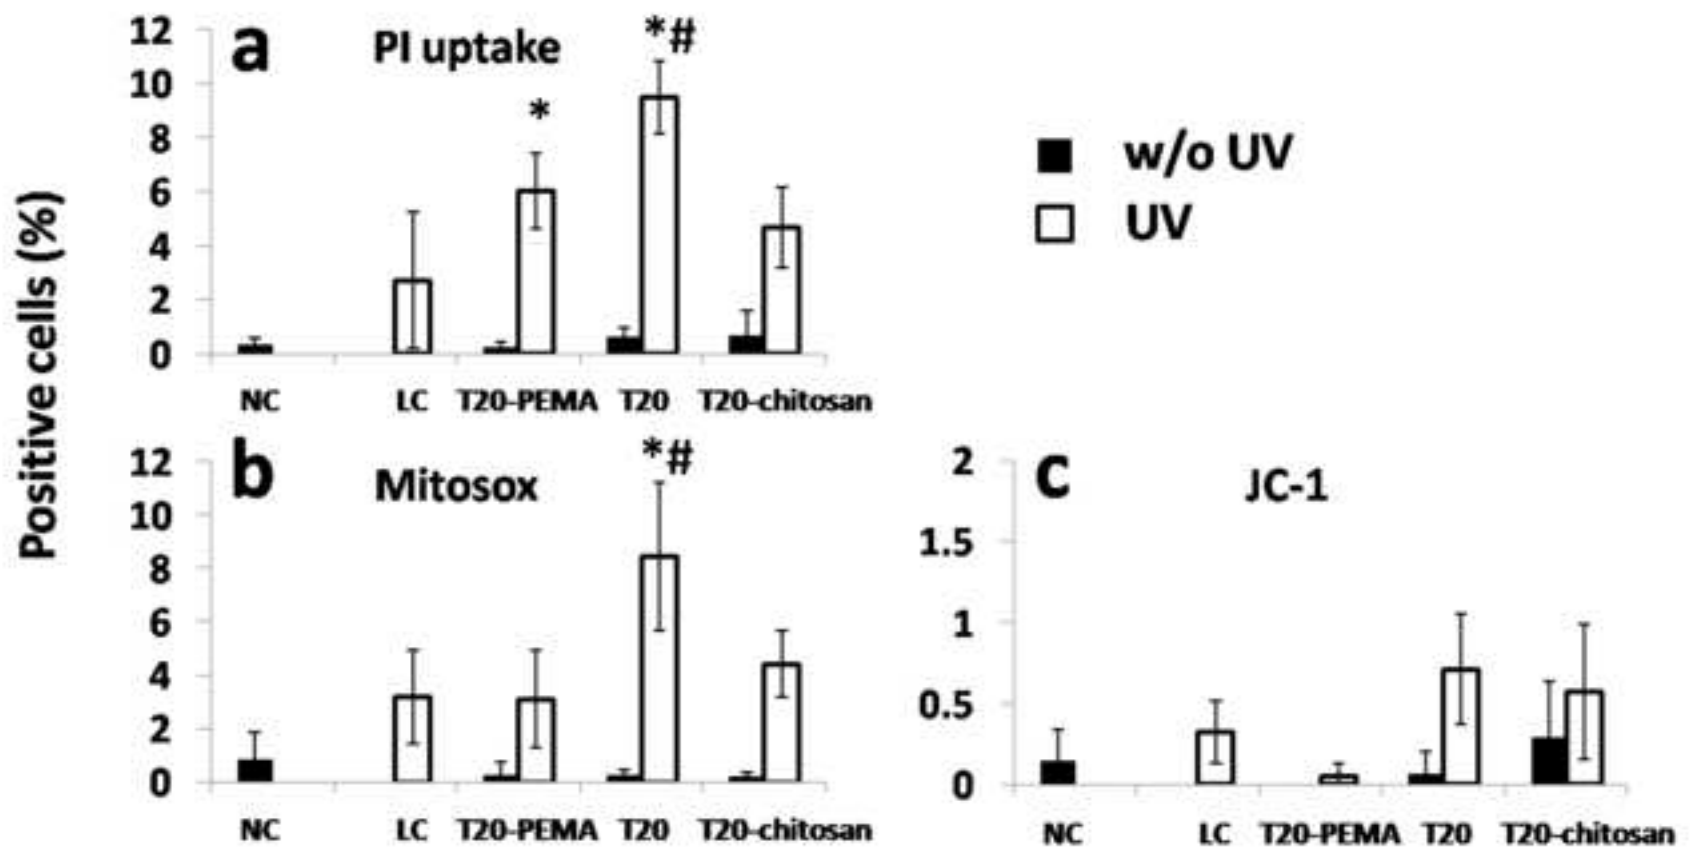 Positive cells (%)
a PI uptake
12
10
8
6
4
2
0
*
*#
NC LC T20-PEMA T20 T20-chitosan
w/o UV
UV
b Mitosox
12
10
8
6
4
2
0
*#
NC LC T20-PEMA T20 T20-chitosan
c JC-1
2
1.5
1
0.5
0
NC LC T20-PEMA T20 T20-chitosan